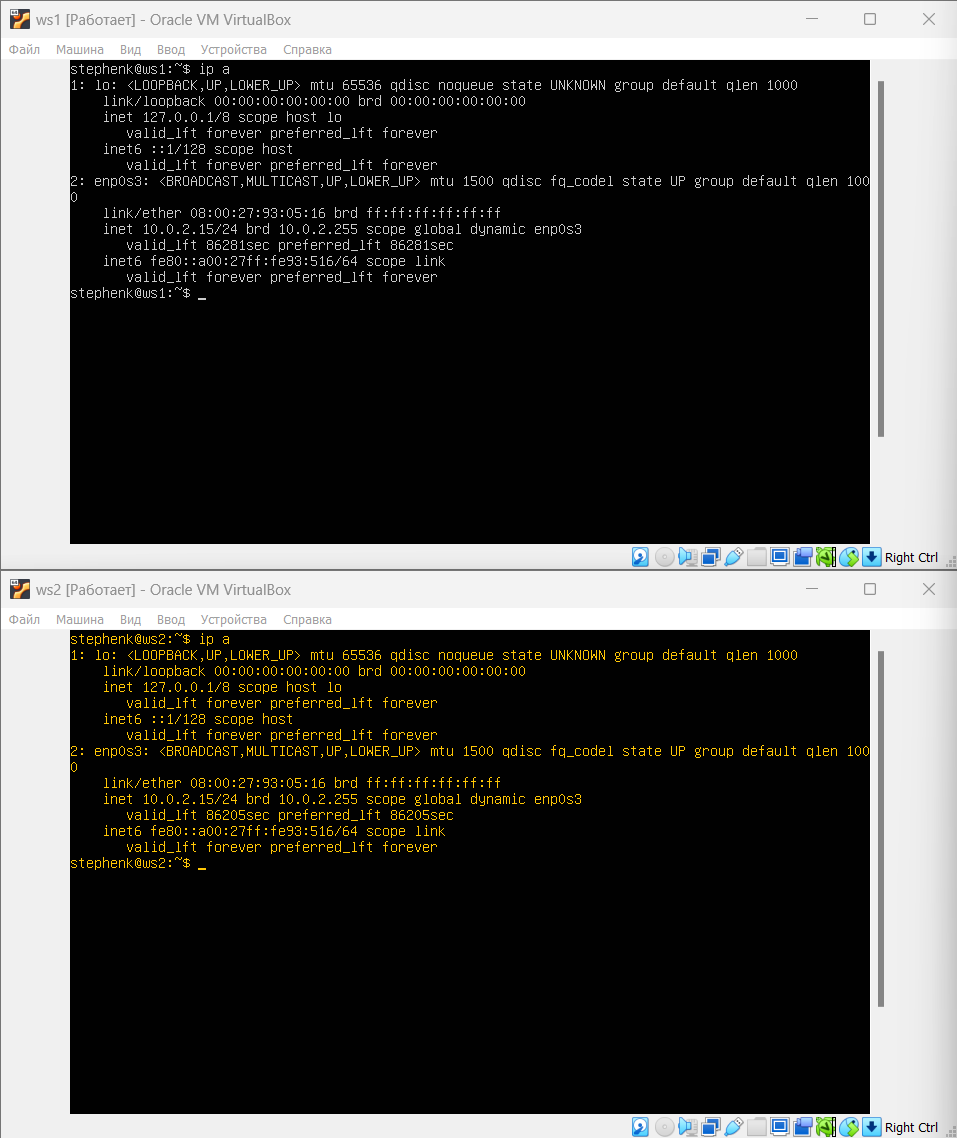 ws1 [Работает] - Oracle VM VirtualBox
Файл Машина Вид Ввод Устройства Справка
stephenk@ws1:~$ ip a
1: lo: <LOOPBACK,UP,LOWER_UP> mtu 65536 qdisc noqueue state UNKNOWN group default qlen 1000
link/loopback 00:00:00:00:00:00 brd 00:00:00:00:00:00
inet 127.0.0.1/8 scope host lo
valid_lft forever preferred_lft forever
inet6 ::1/128 scope host
valid_lft forever preferred_lft forever
2: enp0s3: <BROADCAST,MULTICAST,UP,LOWER_UP> mtu 1500 qdisc fq_codel state UP group default qlen 100
0
link/ether 08:00:27:93:05:16 brd ff:ff:ff:ff:ff:ff
inet 10.0.2.15/24 brd 10.0.2.255 scope global dynamic enp0s3
valid_lft 86281sec preferred_lft 86281sec
inet6 fe80::a00:27ff:fe93:516/64 scope link
valid_lft forever preferred_lft forever
stephenk@ws1:~$ _
Right Ctrl
ws2 [Работает] - Oracle VM VirtualBox
Файл Машина Вид Ввод Устройства Справка
stephenk@ws2:~$ ip a
1: lo: <LOOPBACK,UP,LOWER_UP> mtu 65536 qdisc noqueue state UNKNOWN group default qlen 1000
link/loopback 00:00:00:00:00:00 brd 00:00:00:00:00:00
inet 127.0.0.1/8 scope host lo
valid_lft forever preferred_lft forever
inet6 ::1/128 scope host
valid_lft forever preferred_lft forever
2: enp0s3: <BROADCAST,MULTICAST,UP,LOWER_UP> mtu 1500 qdisc fq_codel state UP group default qlen 100
0
link/ether 08:00:27:93:05:16 brd ff:ff:ff:ff:ff:ff
inet 10.0.2.15/24 brd 10.0.2.255 scope global dynamic enp0s3
valid_lft 86205sec preferred_lft 86205sec
inet6 fe80::a00:27ff:fe93:516/64 scope link
valid_lft forever preferred_lft forever
stephenk@ws2:~$ _
Right Ctrl